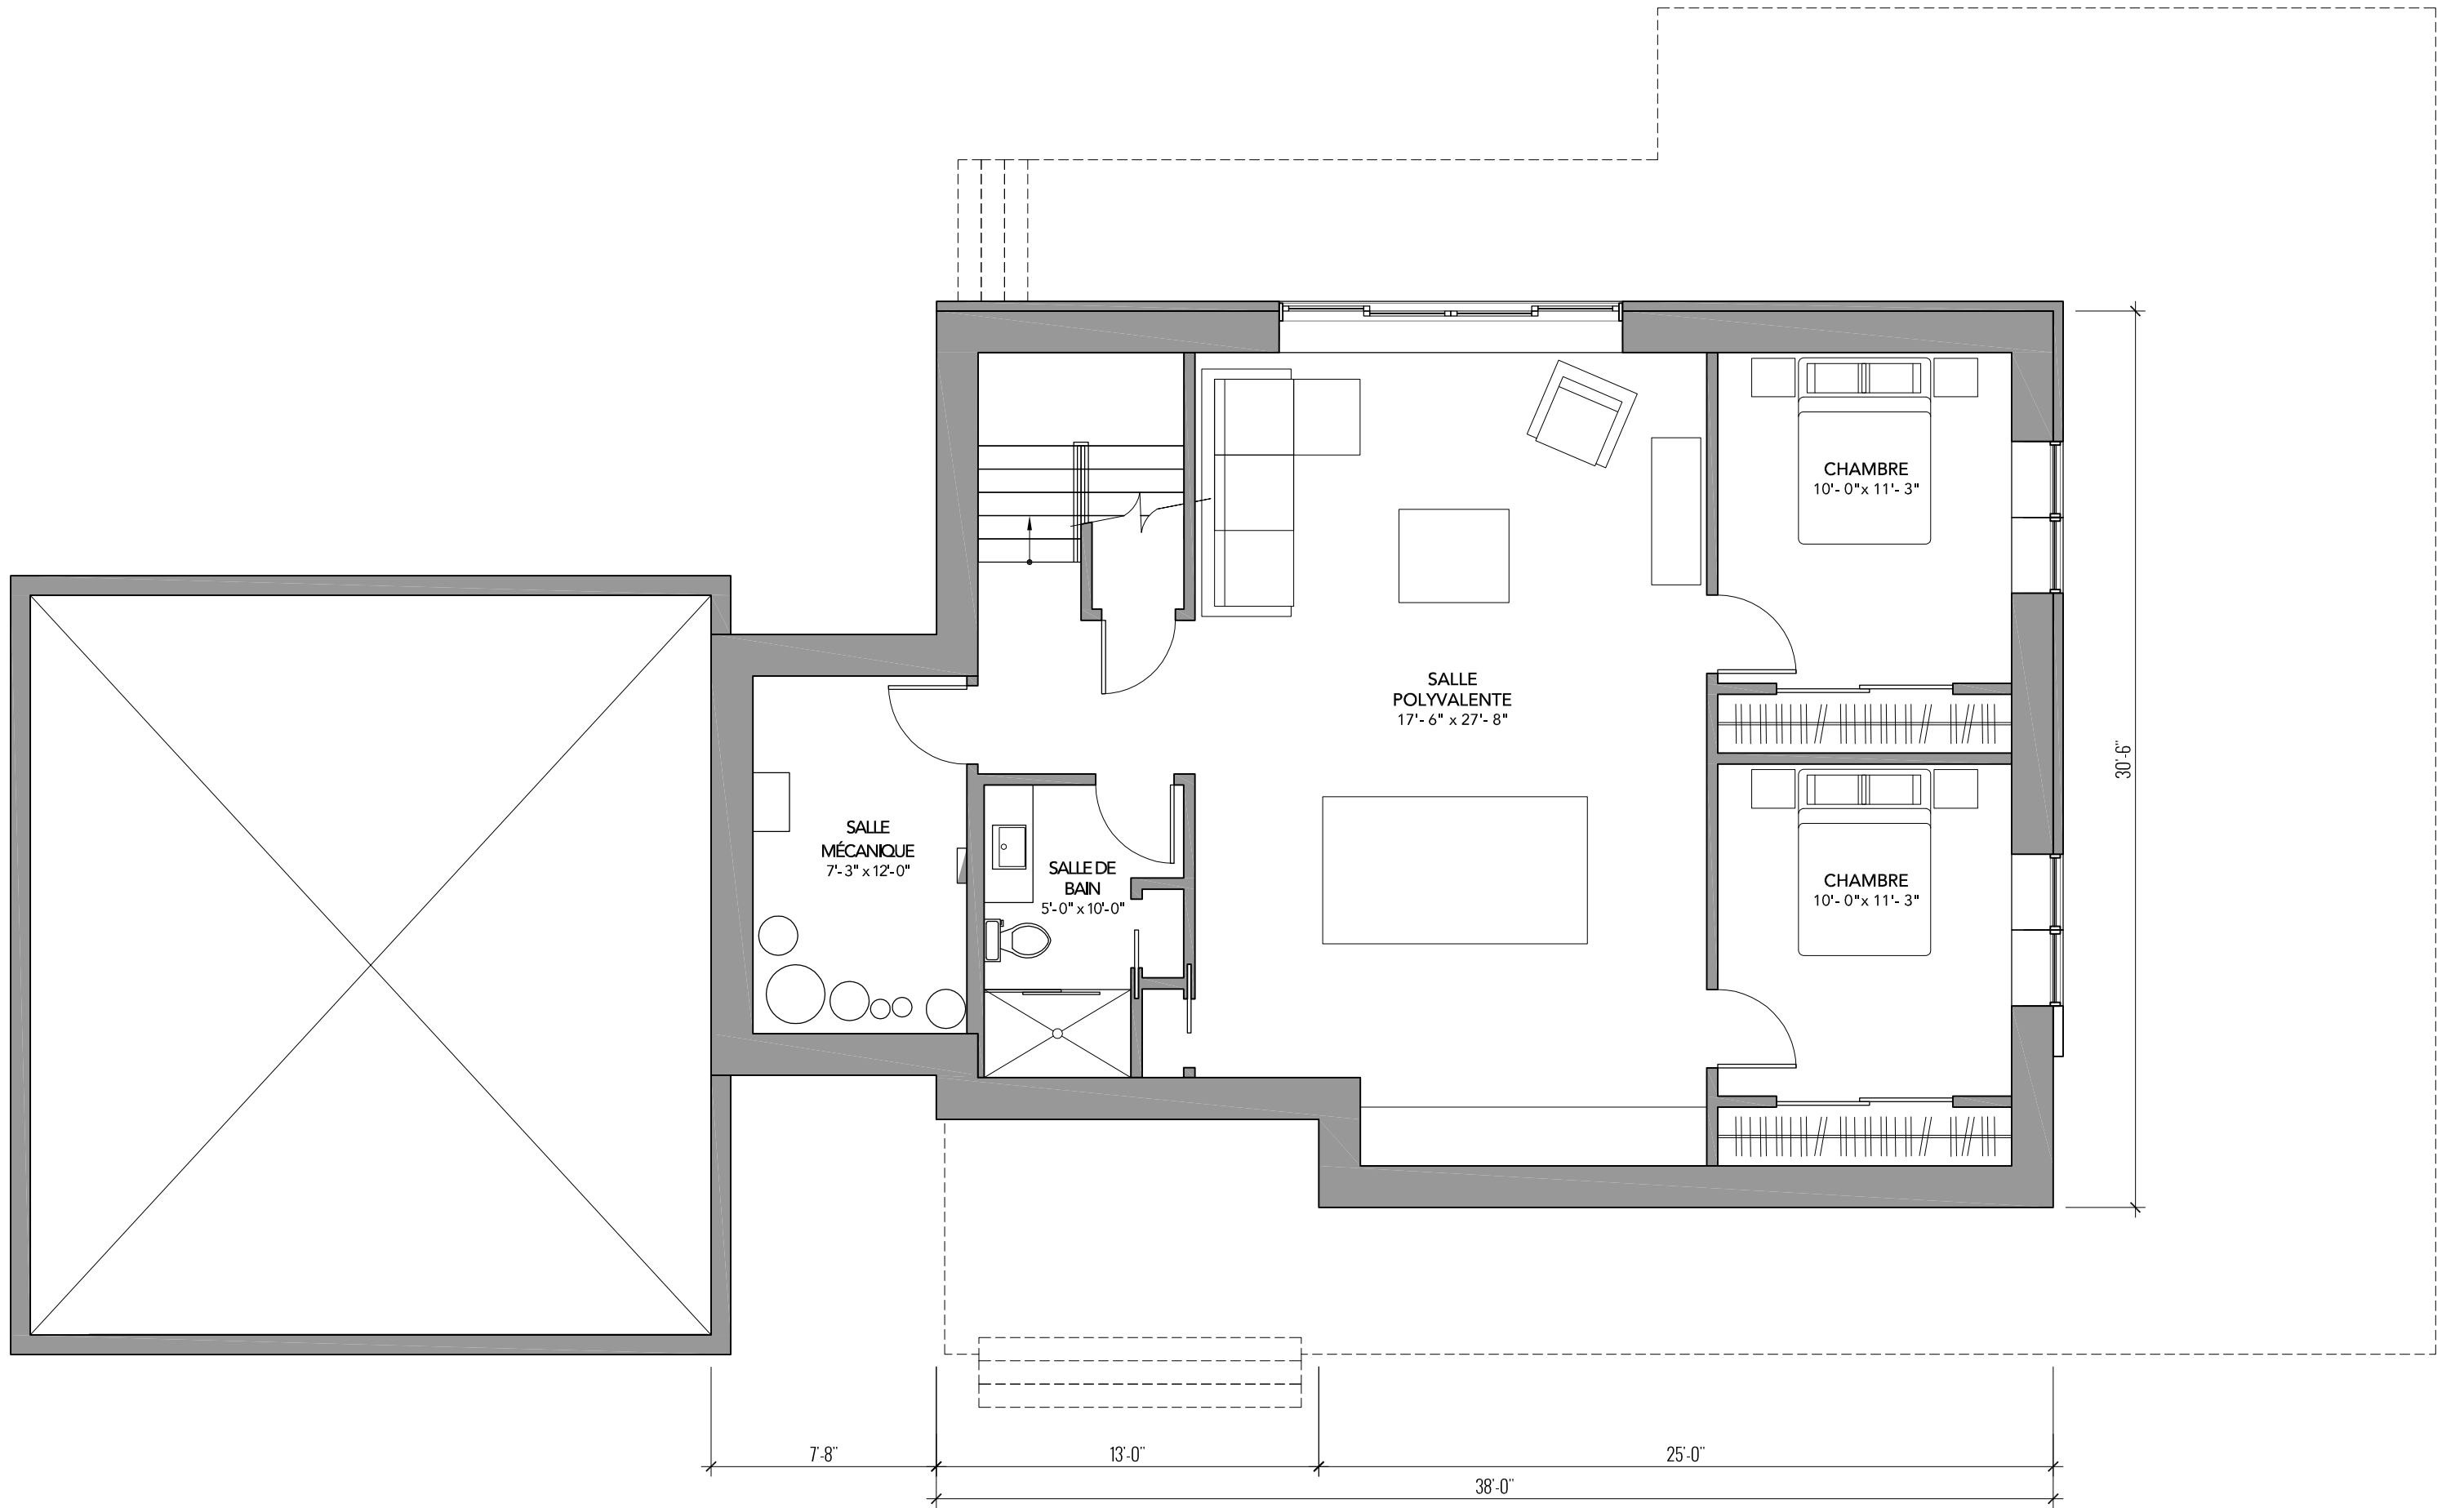 CHAMBRE
10'- 0"x 11'- 3"
SALLE
POLYVALENTE
17'- 6" x 27'- 8"
30'-6"
SALLE
MÉCANIQUE
7'-3" x 12'-0"
SALLE DE
BAIN
5'-0" x 10'-0"
CHAMBRE
10'- 0"x 11'- 3"
7'-8"
13'-0"
25'-0"
38'-0"